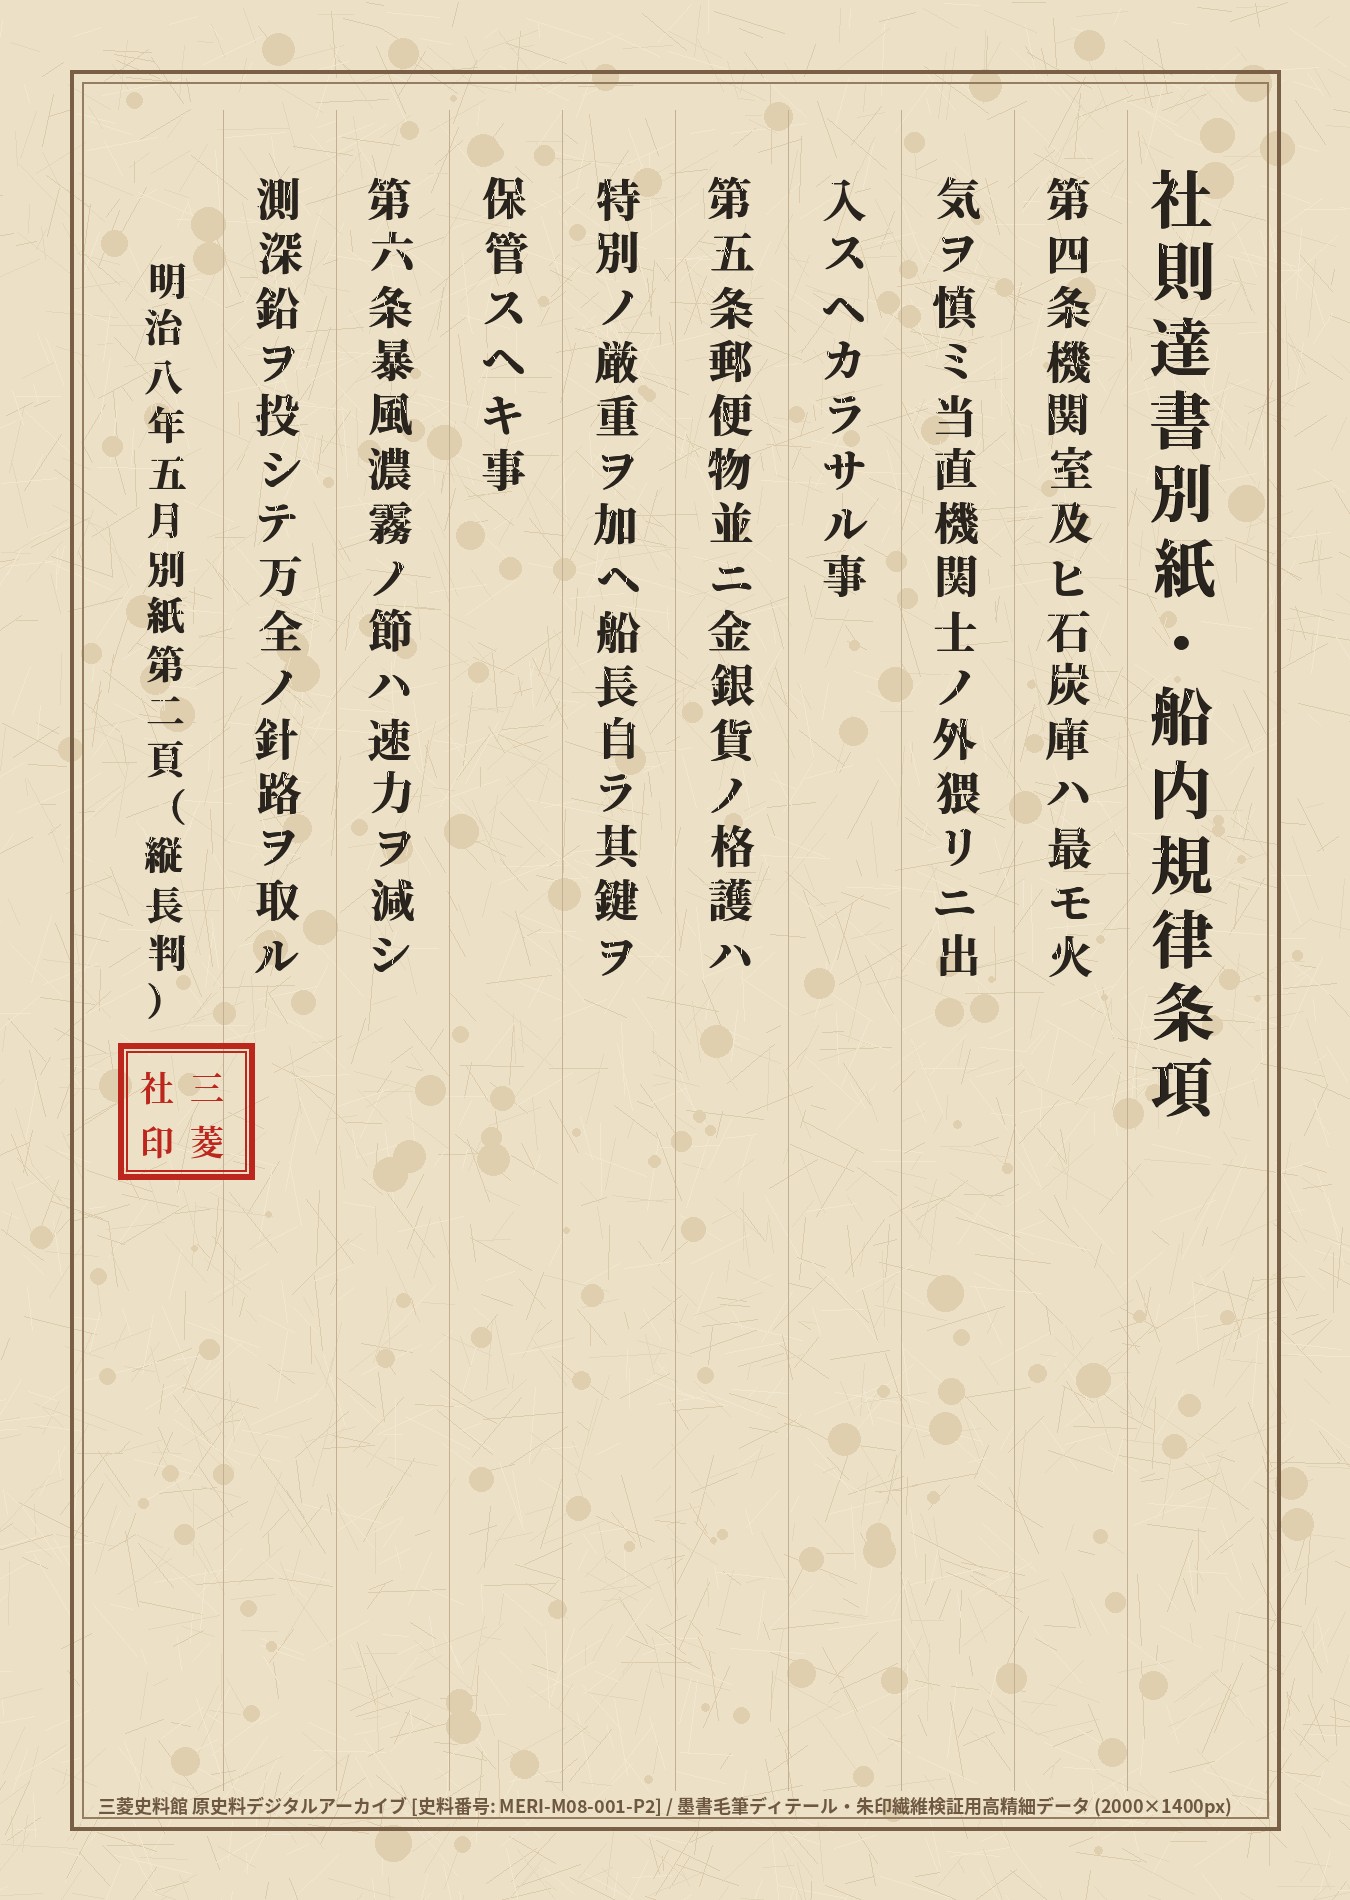 社則達書別紙・船内規律条項
第四条機関室及ヒ石炭庫ハ最モ火
気ヲ慎ミ当直機関士ノ外猥リニ出
入スヘカラサル事
第五条郵便物並ニ金銀貨ノ格護ハ
特別ノ厳重ヲ加ヘ船長自ラ其鍵ヲ
保管スヘキ事
第六条暴風濃霧ノ節ハ速力ヲ減シ
測深鉛ヲ投シテ万全ノ針路ヲ取ル
明治八年五月別紙第二頁（縦長判）
三菱
社印
三菱史料館 原史料デジタルアーカイブ [史料番号: MERI-M08-001-P2] / 墨書毛筆ディテール・朱印繊維検証用高精細データ (2000×1400px)